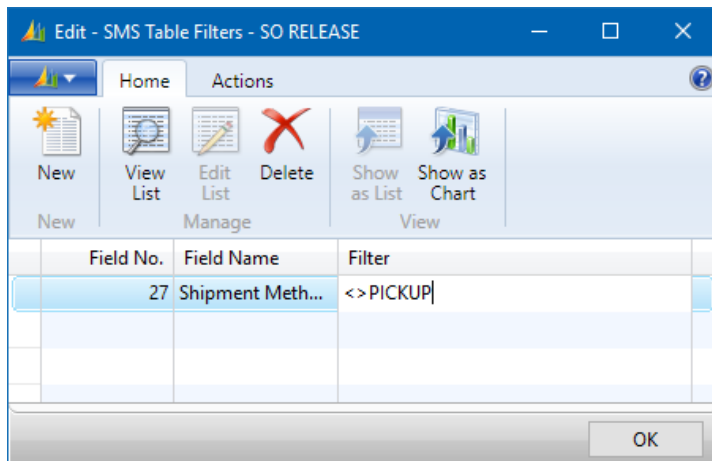 Edit - SMS Table Filters - SO RELEASE
Home Actions
New View List Edit List Delete Show as List Show as Chart
New Manage View
Field No. Field Name Filter
27 Shipment Meth... <>PICKUP
OK